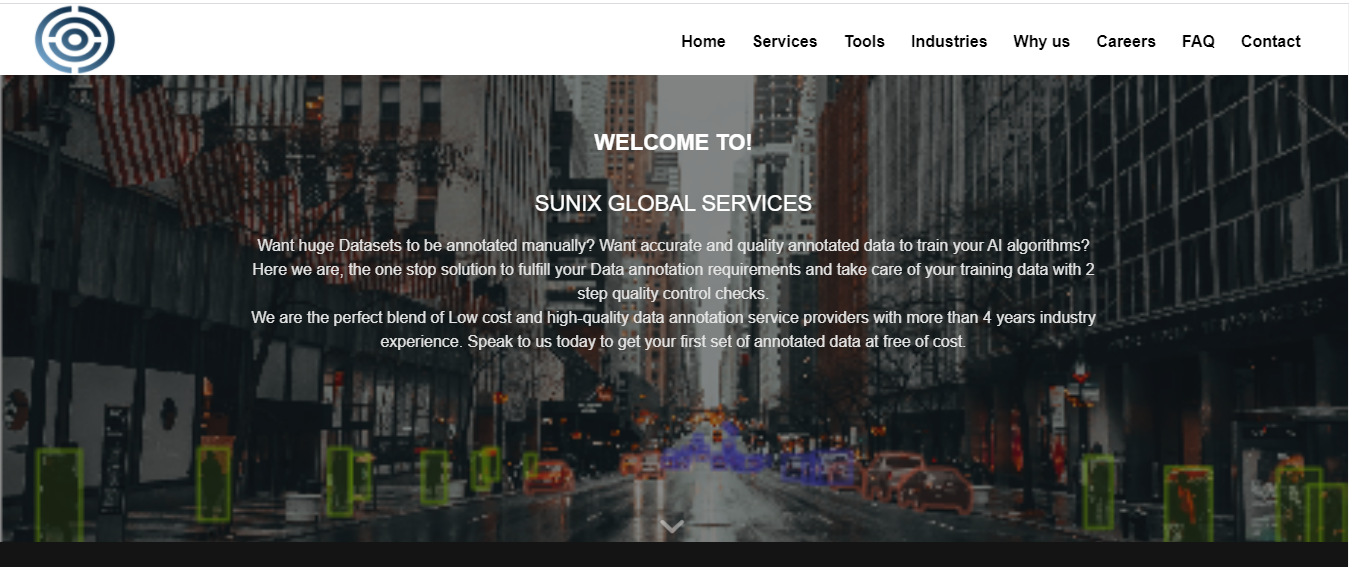 Home Services Tools Industries Why us Careers FAQ Contact
WELCOME TO!
SUNIX GLOBAL SERVICES
Want huge Datasets to be annotated manually? Want accurate and quality annotated data to train your AI algorithms?
Here we are, the one stop solution to fulfill your Data annotation requirements and take care of your training data with 2
step quality control checks.
We are the perfect blend of Low cost and high-quality data annotation service providers with more than 4 years industry
experience. Speak to us today to get your first set of annotated data at free of cost.